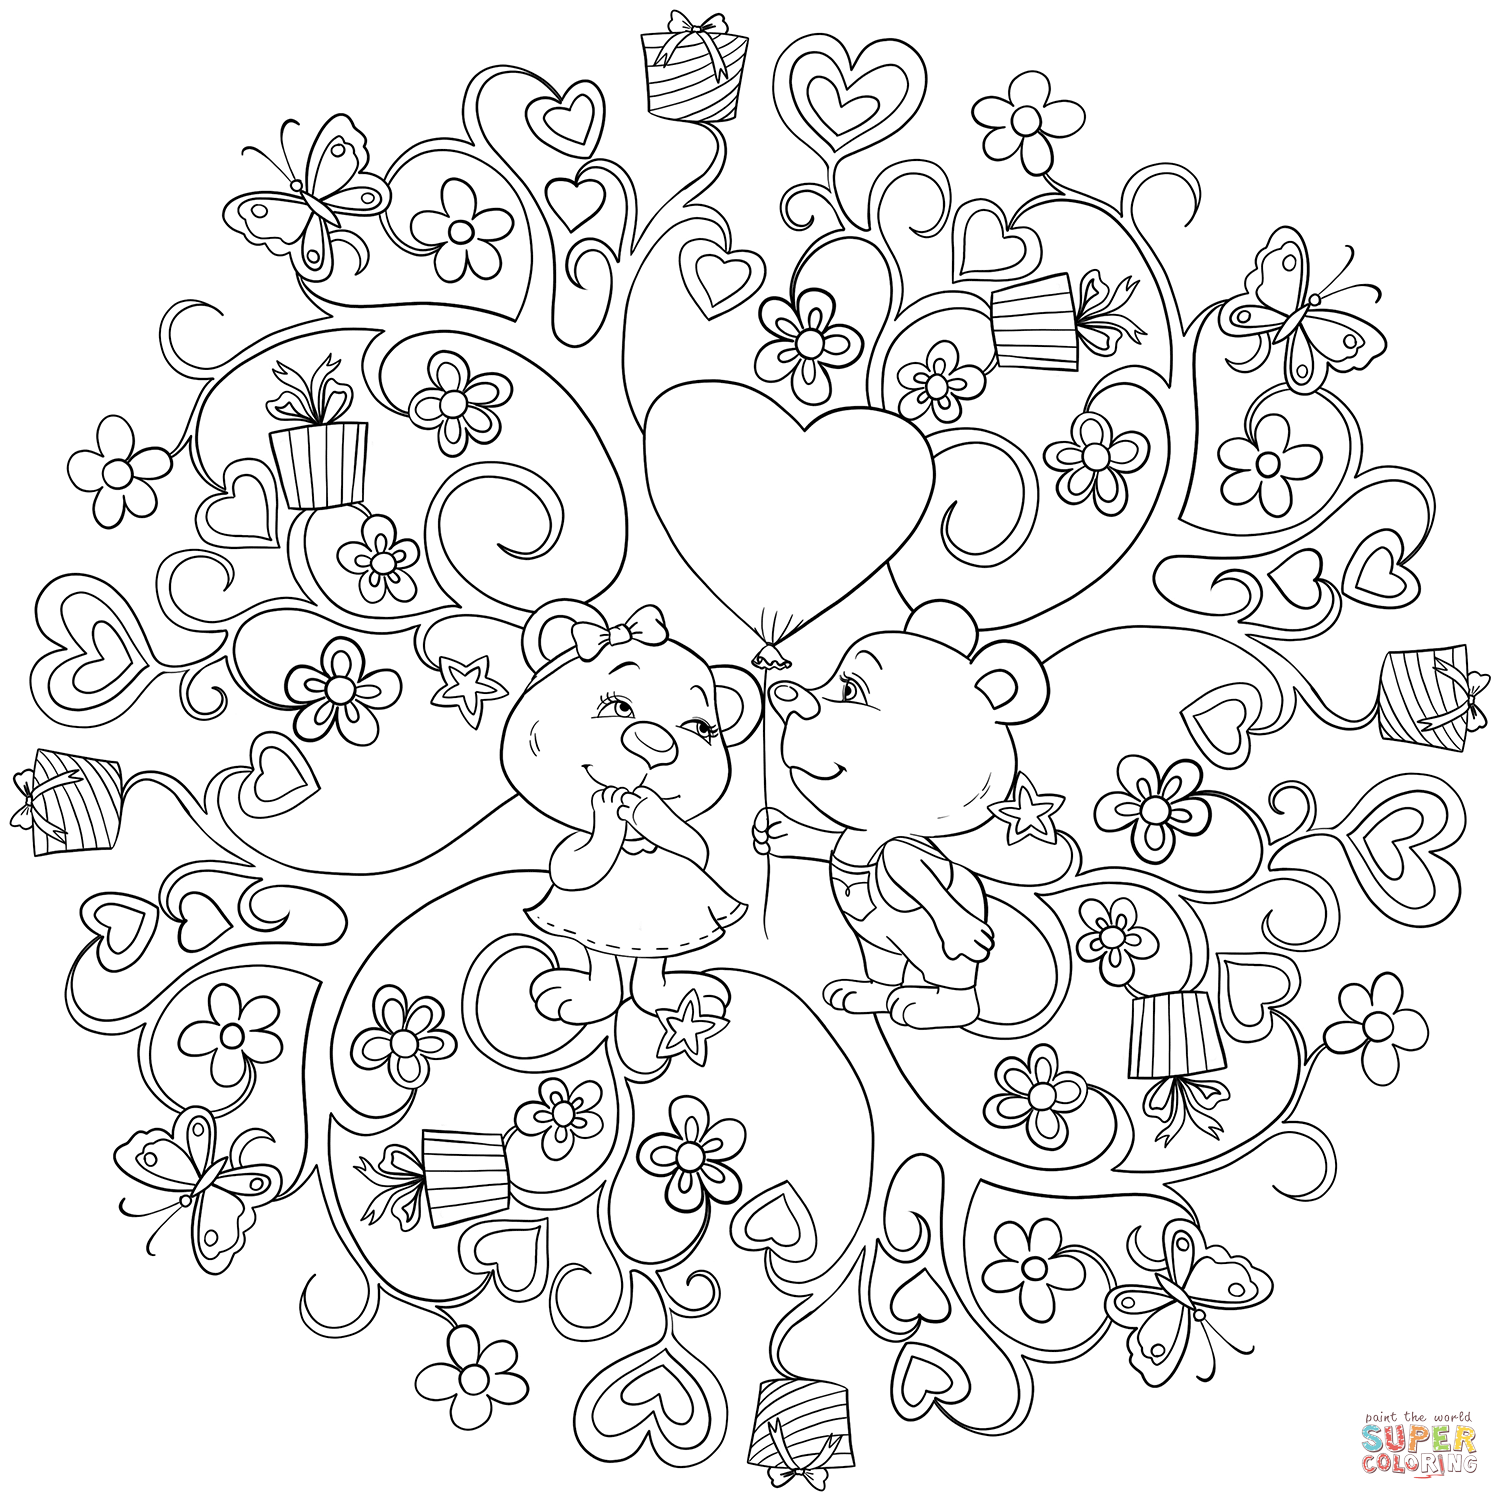 paint the world
SUPER
COLORING